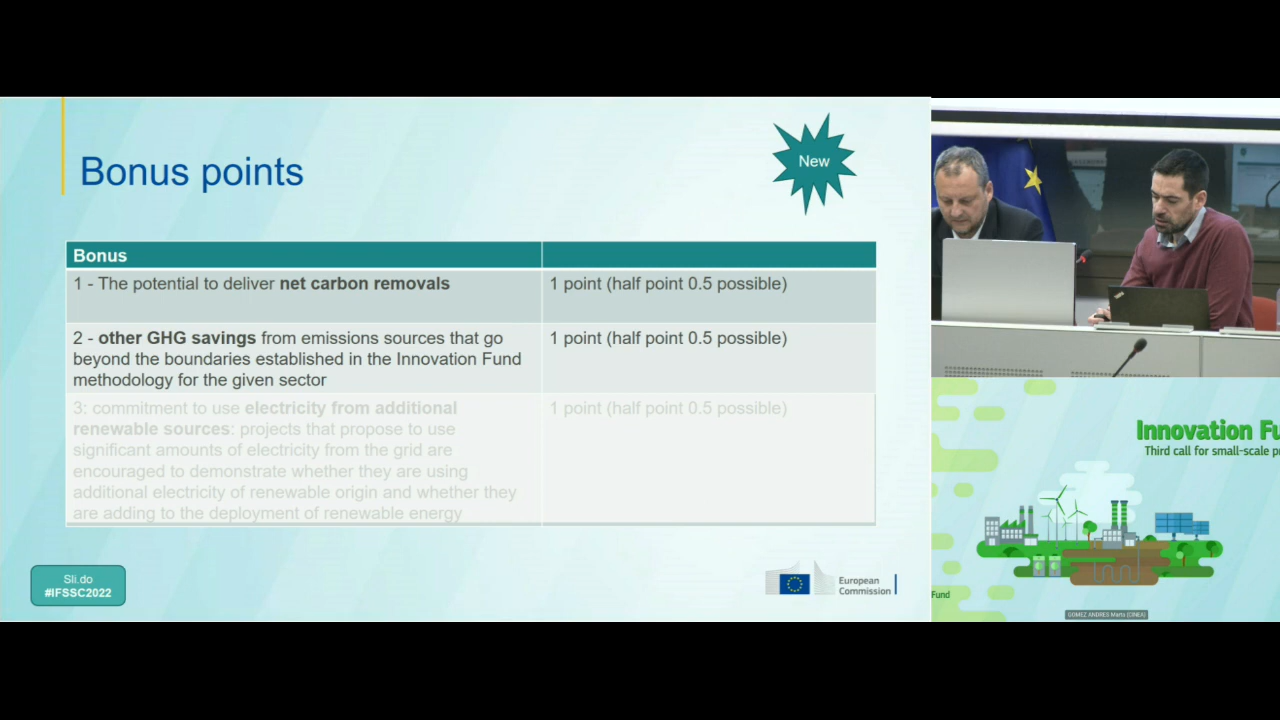 Bonus points
New
Bonus
1 - The potential to deliver net carbon removals
1 point (half point 0.5 possible)
2 - other GHG savings from emissions sources that go
beyond the boundaries established in the Innovation Fund
methodology for the given sector
1 point (half point 0.5 possible)
3: commitment to use electricity from additional
renewable sources: projects that propose to use
significant amounts of electricity from the grid are
encouraged to demonstrate whether they are using
additional electricity of renewable origin and whether they
are adding to the deployment of renewable energy
1 point (half point 0.5 possible)
Sli.do
#IFSSC2022
European
Commission
Innovation Fu
Third call for small-scale pr
Fund
GOMEZ ANDRES Marta (CINEA)